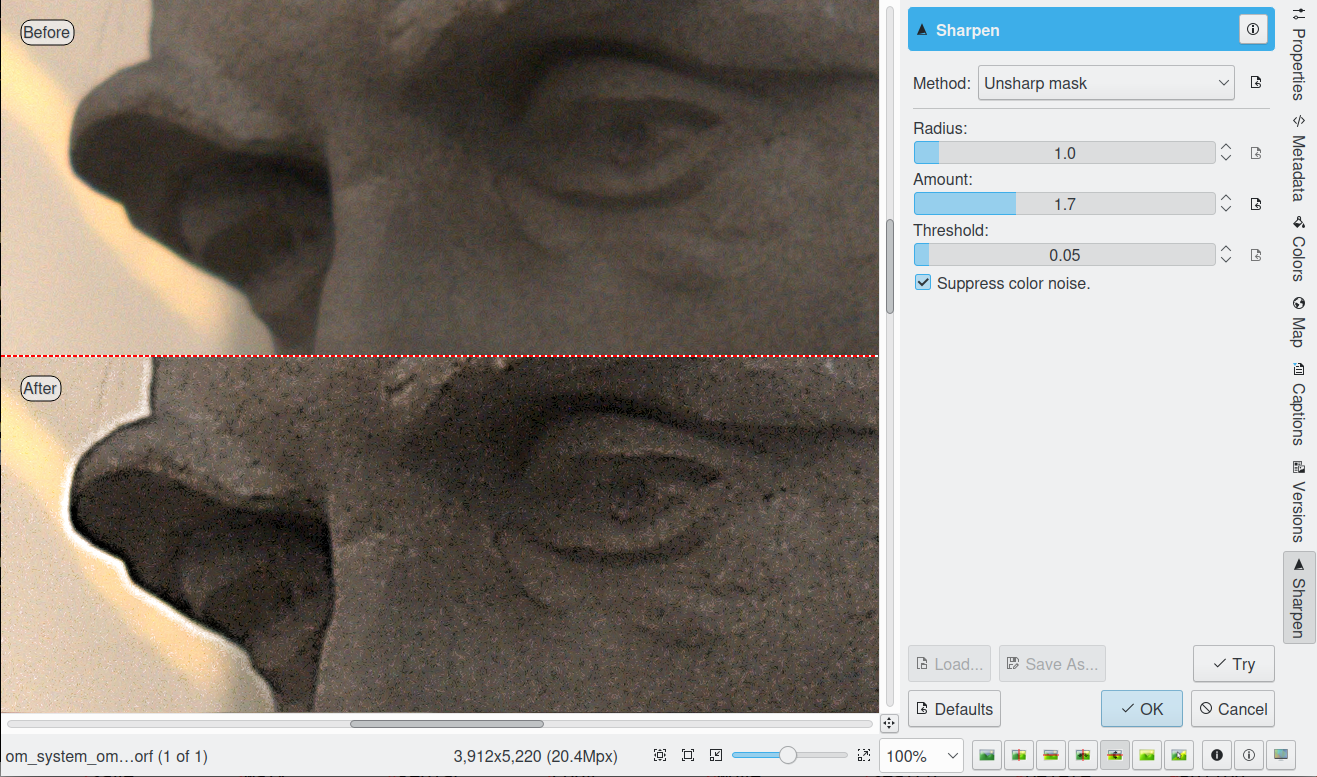 Before
After
Sharpen
Method:
Unsharp mask
Radius:
1.0
Amount:
1.7
Threshold:
0.05
Suppress color noise.
Load...
Save As...
Try
Defaults
OK
Cancel
Properties
Metadata
Colors
Map
Captions
Versions
Sharpen
om_system_om...orf (1 of 1)
3,912x5,220 (20.4Mpx)
100%